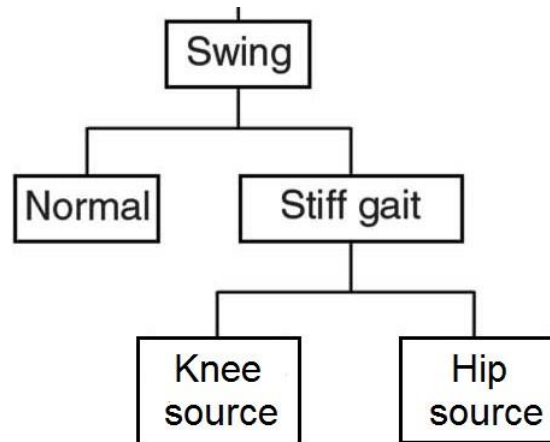 Swing
Normal
Stiff gait
Knee
source
Hip
source